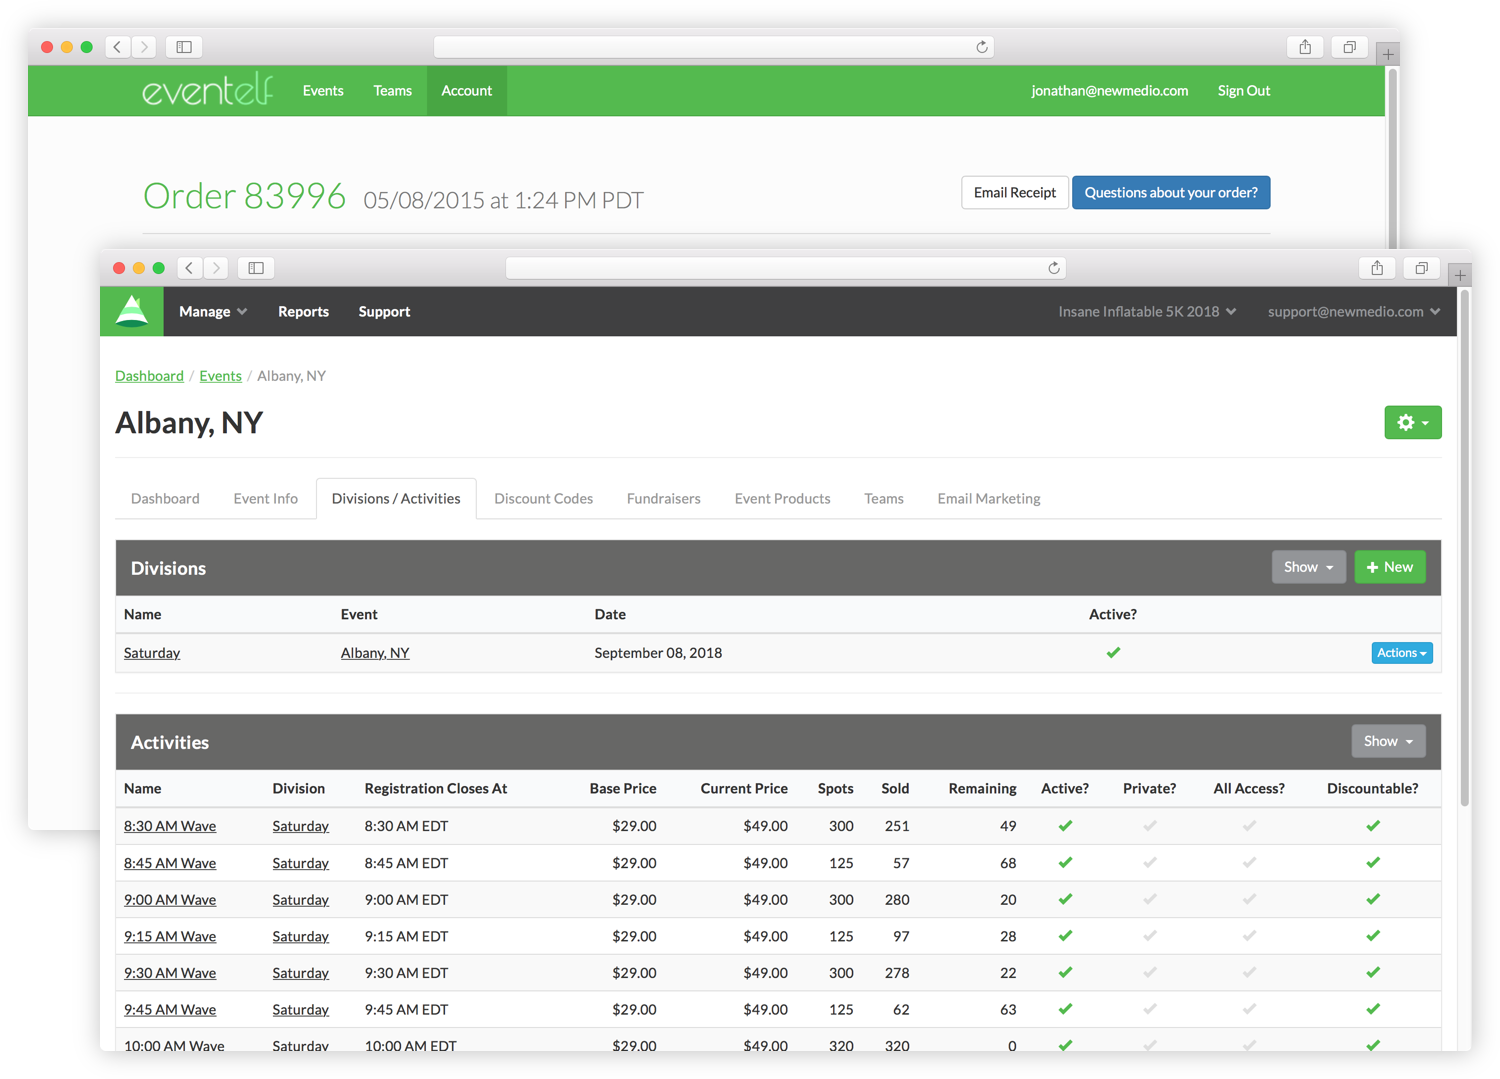 eventelf Events Teams Account jonathan@newmedio.com Sign Out
Order 83996 05/08/2015 at 1:24 PM PDT Email Receipt Questions about your order?
Manage Reports Support Insane Inflatable 5K 2018 support@newmedio.com
Dashboard / Events / Albany, NY
Albany, NY
Dashboard Event Info Divisions / Activities Discount Codes Fundraisers Event Products Teams Email Marketing
Divisions Show + New
Name Event Date Active?
Saturday Albany, NY September 08, 2018 Actions
Activities Show
Name Division Registration Closes At Base Price Current Price Spots Sold Remaining Active? Private? All Access? Discountable?
8:30 AM Wave Saturday 8:30 AM EDT $29.00 $49.00 300 251 49
8:45 AM Wave Saturday 8:45 AM EDT $29.00 $49.00 125 57 68
9:00 AM Wave Saturday 9:00 AM EDT $29.00 $49.00 300 280 20
9:15 AM Wave Saturday 9:15 AM EDT $29.00 $49.00 125 97 28
9:30 AM Wave Saturday 9:30 AM EDT $29.00 $49.00 300 278 22
9:45 AM Wave Saturday 9:45 AM EDT $29.00 $49.00 125 62 63
10:00 AM Wave Saturday 10:00 AM EDT $29.00 $49.00 320 320 0